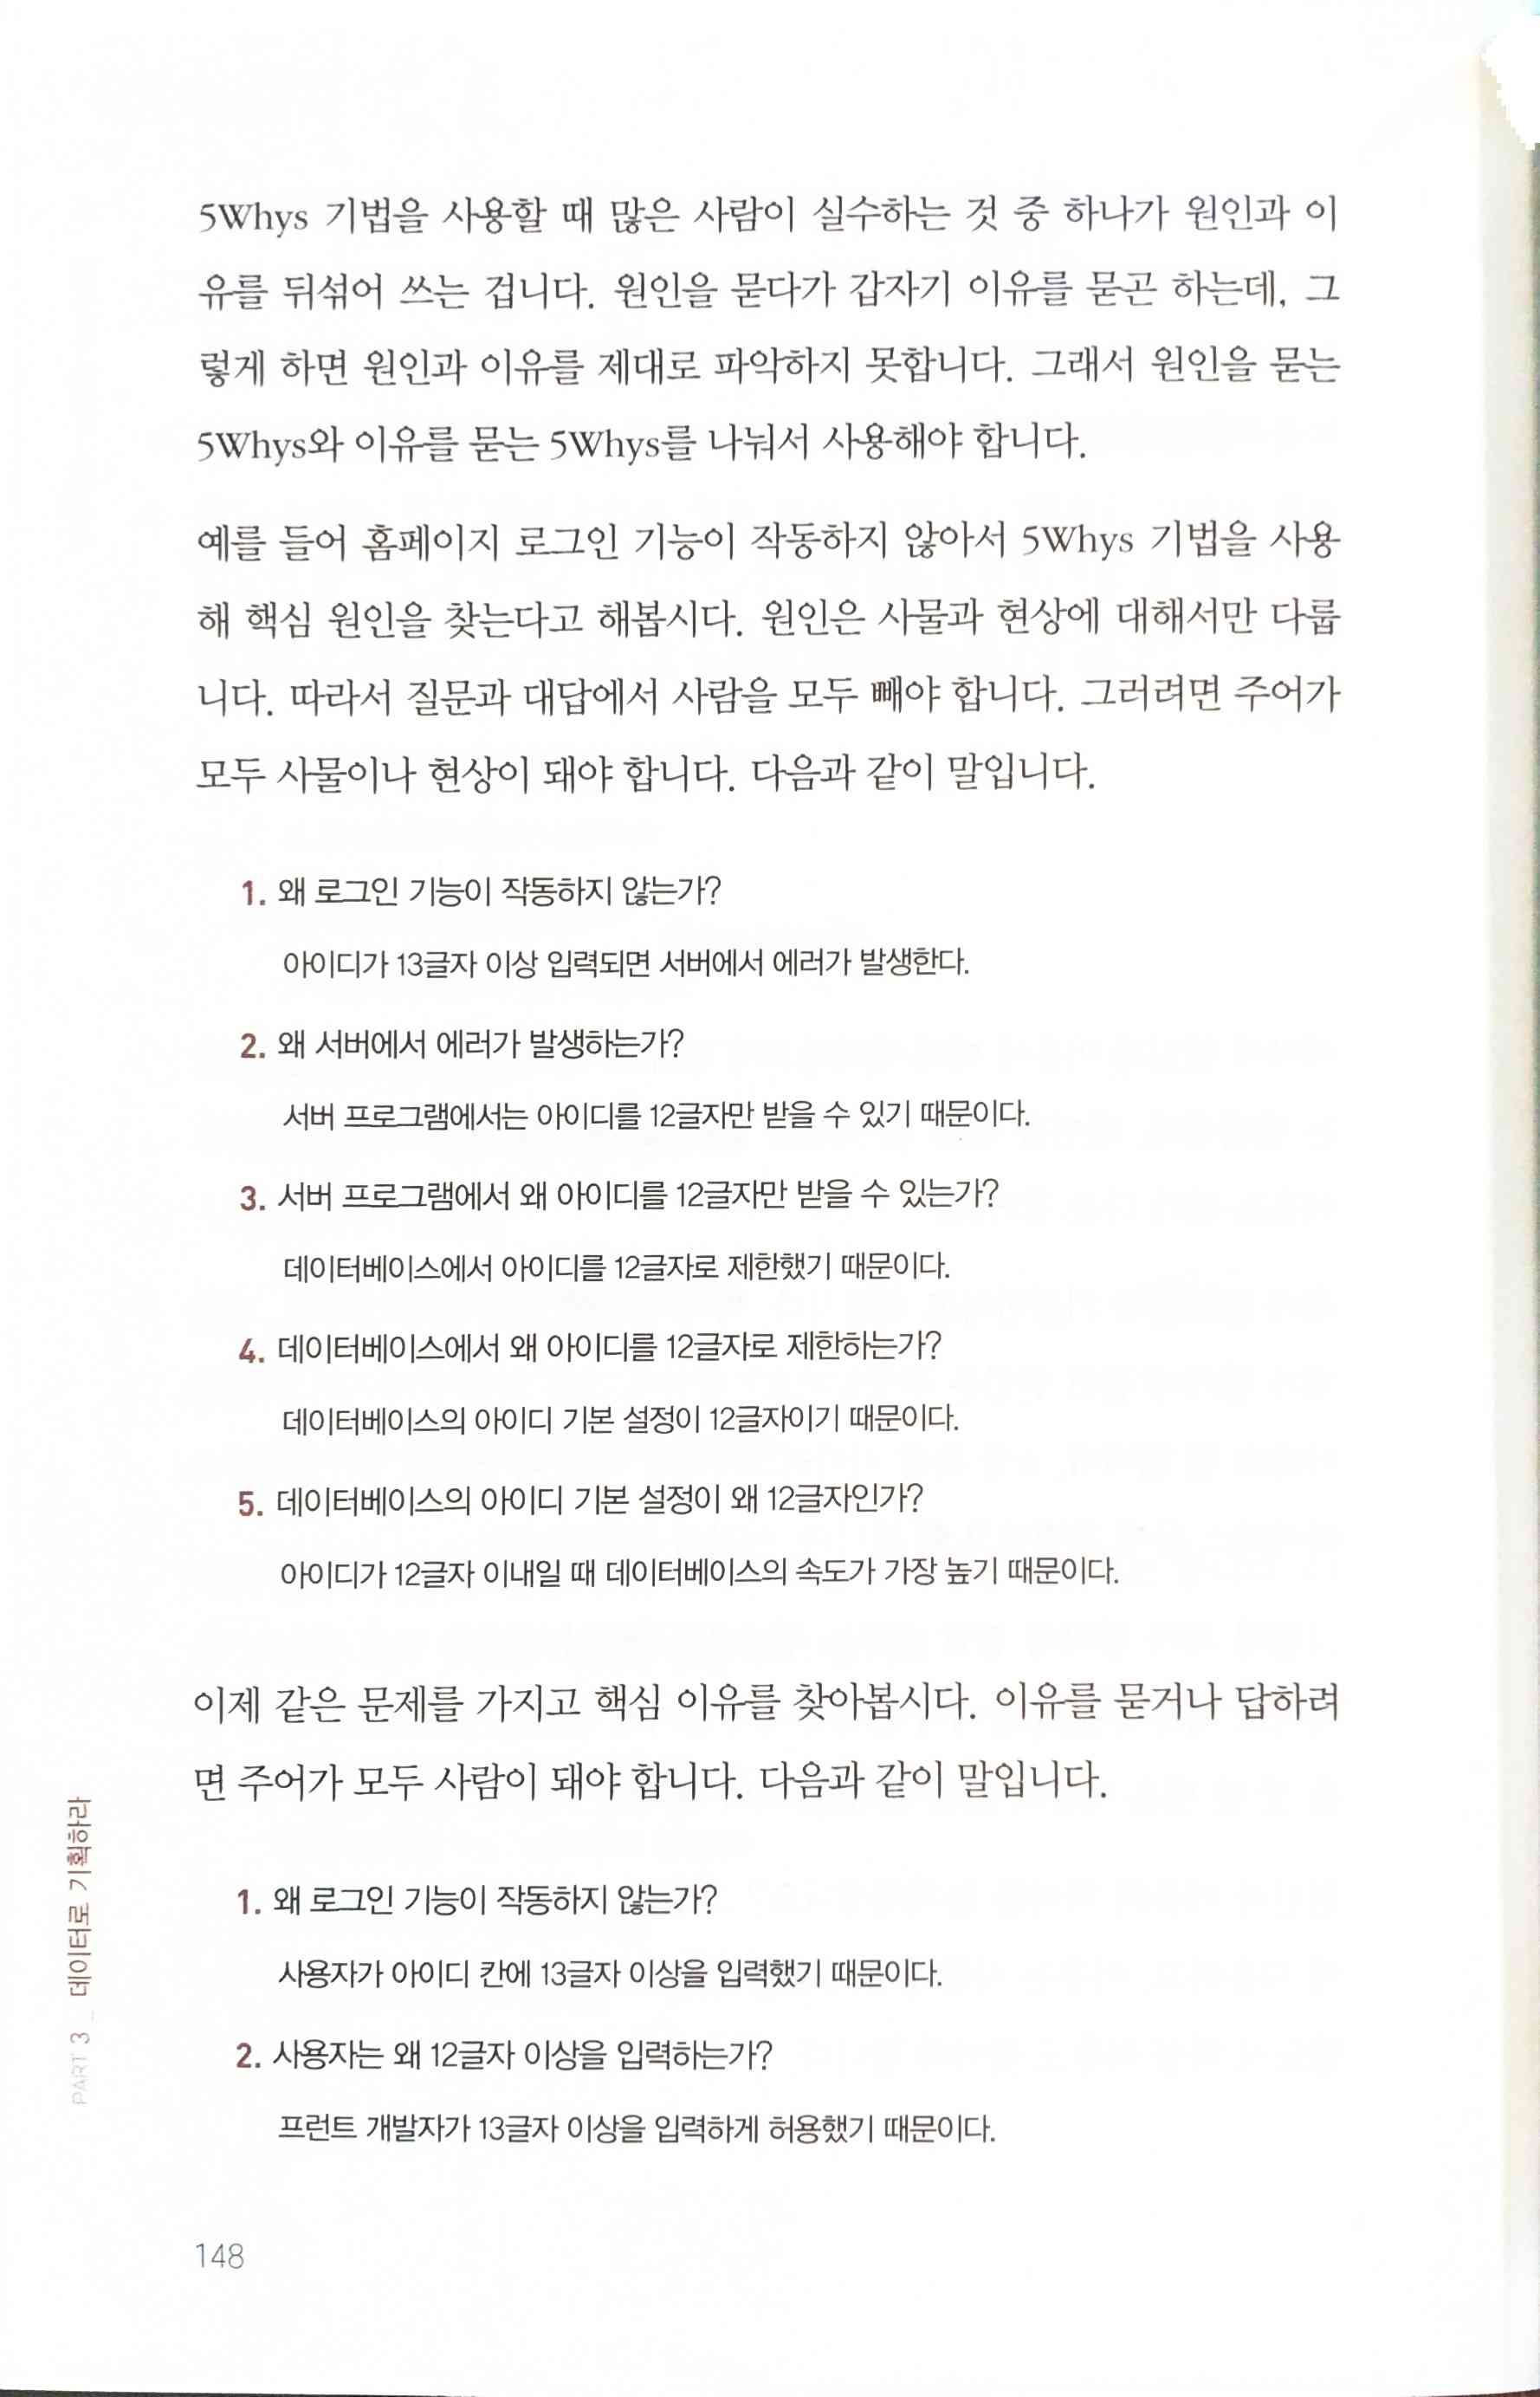 5Whys 기법을 사용할 때 많은 사람이 실수하는 것 중 하나가 원인과 이
유를 뒤섞어 쓰는 겁니다. 원인을 묻다가 갑자기 이유를 묻곤 하는데, 그
렇게 하면 원인과 이유를 제대로 파악하지 못합니다. 그래서 원인을 묻는
5Whys와 이유를 묻는 5Whys를 나눠서 사용해야 합니다.
예를 들어 홈페이지 로그인 기능이 작동하지 않아서 5Whys 기법을 사용
해 핵심 원인을 찾는다고 해봅시다. 원인은 사물과 현상에 대해서만 다룹
니다. 따라서 질문과 대답에서 사람을 모두 빼야 합니다. 그러려면 주어가
모두 사물이나 현상이 돼야 합니다. 다음과 같이 말입니다.
1. 왜 로그인 기능이 작동하지 않는가?
아이디가 13글자 이상 입력되면 서버에서 에러가 발생한다.
2. 왜 서버에서 에러가 발생하는가?
서버 프로그램에서는 아이디를 12글자만 받을 수 있기 때문이다.
3. 서버 프로그램에서 왜 아이디를 12글자만 받을 수 있는가?
데이터베이스에서 아이디를 12글자로 제한했기 때문이다.
4. 데이터베이스에서 왜 아이디를 12글자로 제한하는가?
데이터베이스의 아이디 기본 설정이 12글자이기 때문이다.
5. 데이터베이스의 아이디 기본 설정이 왜 12글자인가?
아이디가 12글자 이내일 때 데이터베이스의 속도가 가장 높기 때문이다.
이제 같은 문제를 가지고 핵심 이유를 찾아봅시다. 이유를 묻거나 답하려
면 주어가 모두 사람이 돼야 합니다. 다음과 같이 말입니다.
1. 왜 로그인 기능이 작동하지 않는가?
사용자가 아이디 칸에 13글자 이상을 입력했기 때문이다.
2. 사용자는 왜 12글자 이상을 입력하는가?
프런트 개발자가 13글자 이상을 입력하게 허용했기 때문이다.
PART 3 _ 데이터로 기획하라
148